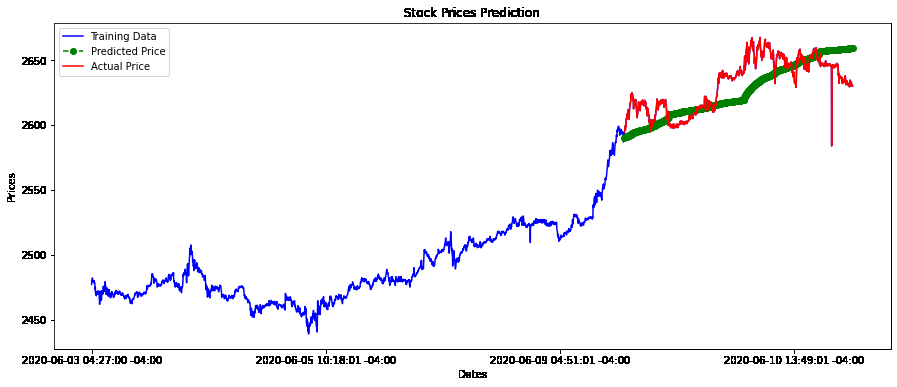 Stock Prices Prediction
Training Data
Predicted Price
Actual Price
2650
2600
2550
2500
2450
Prices
2020-06-03 04:27:00 -04:00
2020-06-05 10:18:01 -04:00
2020-06-09 04:51:01 -04:00
2020-06-10 13:49:01 -04:00
Dates